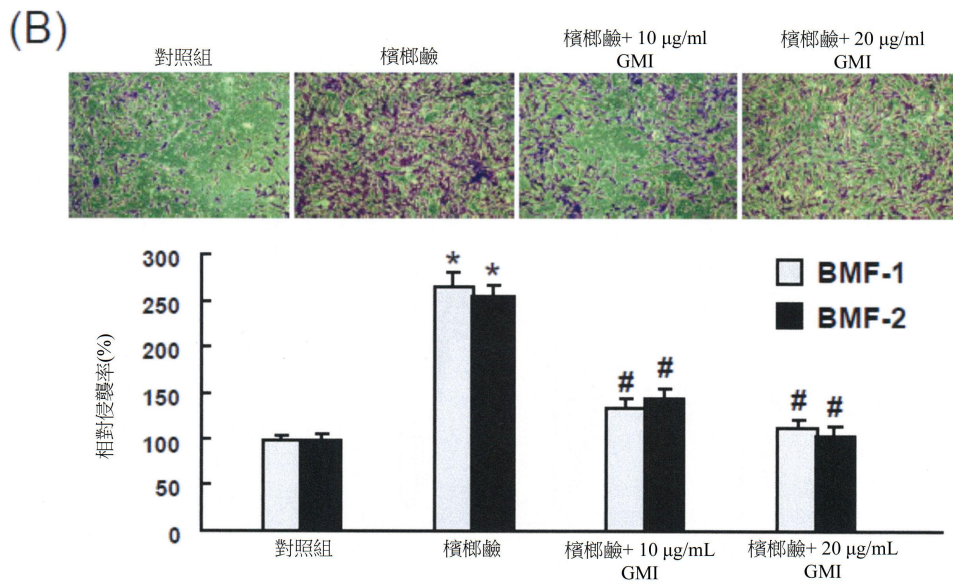 (B)
對照組
檳榔鹼
檳榔鹼+ 10 μg/ml
GMI
檳榔鹼+ 20 μg/ml
GMI
300
250
200
150
100
50
0
相對侵襲率(%)
* *
# #
# #
BMF-1
BMF-2
對照組
檳榔鹼
檳榔鹼+ 10 μg/mL
GMI
檳榔鹼+ 20 μg/mL
GMI